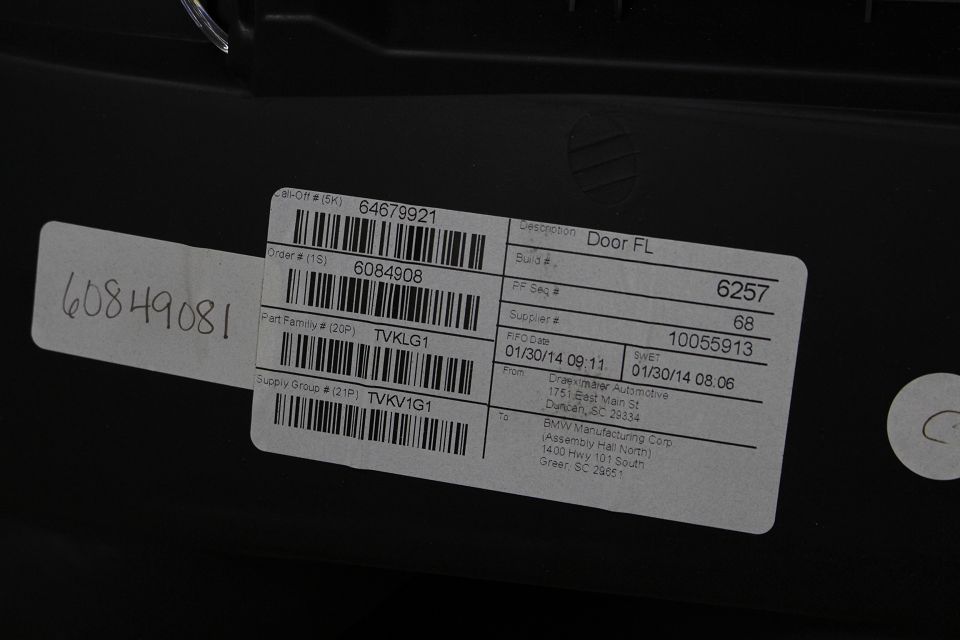 60849081
Call-Off # (5K) 64679921
Order # (1S) 6084908
Part Family # (20P) TVKLG1
Supply Group # (21P) TVKV1G1
Description Door FL
Build # 6257
PF Seq # 68
Supplier # 10055913
FIFO Date
01/30/14 09:11
SWET
01/30/14 08:06
From Draexlmaier Automotive
1751 East Main St
Duncan, SC 29334
To BMW Manufacturing Corp
(Assembly Hall North)
1400 Hwy 101 South
Greer, SC 29651